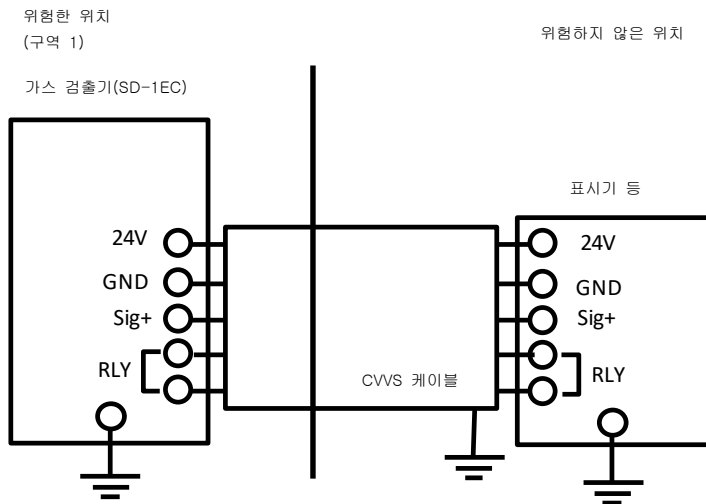 위험한 위치
(구역 1)
위험하지 않은 위치
가스 검출기(SD-1EC)
표시기 등
24V
GND
Sig+
RLY
CVVS 케이블
24V
GND
Sig+
RLY